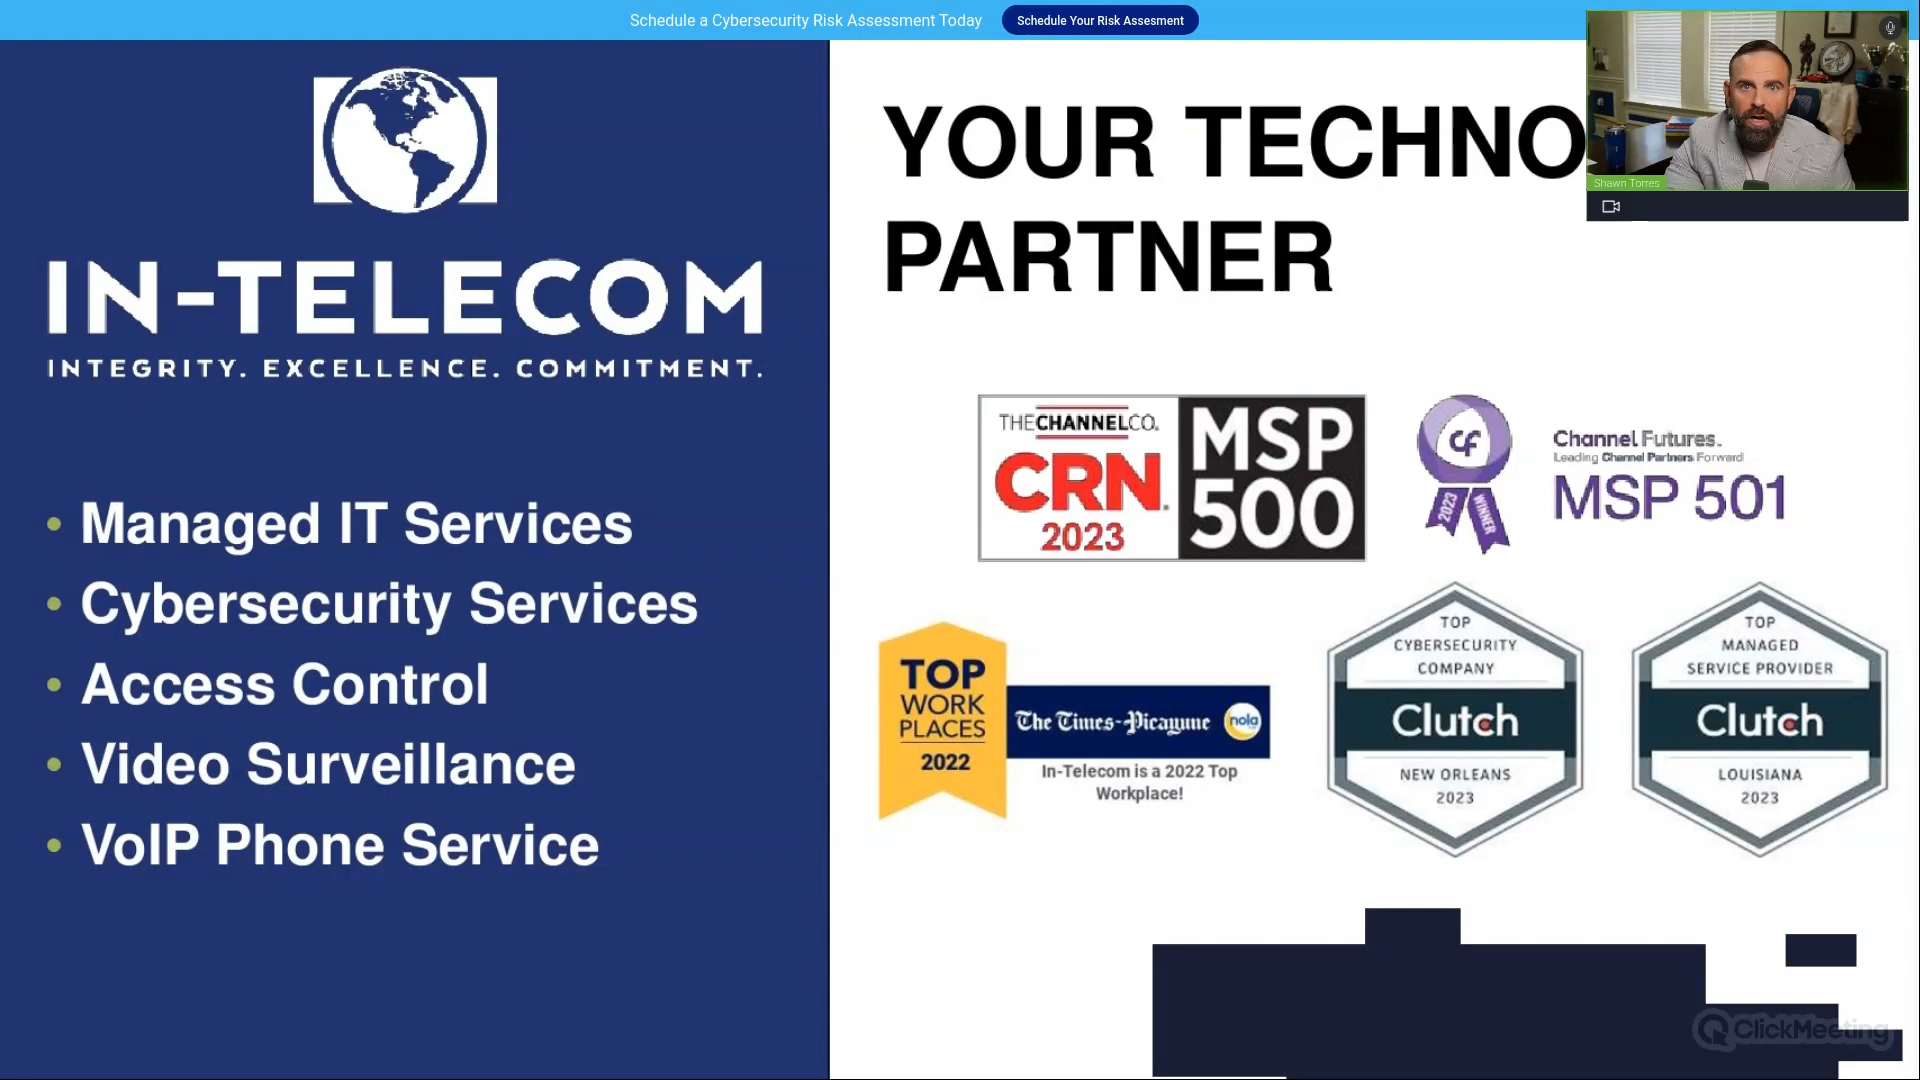 Schedule a Cybersecurity Risk Assessment Today
Schedule Your Risk Assesment
Shawn Torres
IN-TELECOM
INTEGRITY. EXCELLENCE. COMMITMENT.
• Managed IT Services
• Cybersecurity Services
• Access Control
• Video Surveillance
• VoIP Phone Service
YOUR TECHNO
PARTNER
THECHANNELCO.
CRN.
2023
MSP
500
cf
2023
WINNER
Channel Futures.
Leading Channel Partners Forward
MSP 501
TOP
WORK
PLACES
2022
The Times-Picayune
nola
In-Telecom is a 2022 Top
Workplace!
TOP
CYBERSECURITY
COMPANY
Clutch
NEW ORLEANS
2023
TOP
MANAGED
SERVICE PROVIDER
Clutch
LOUISIANA
2023
ClickMeeting